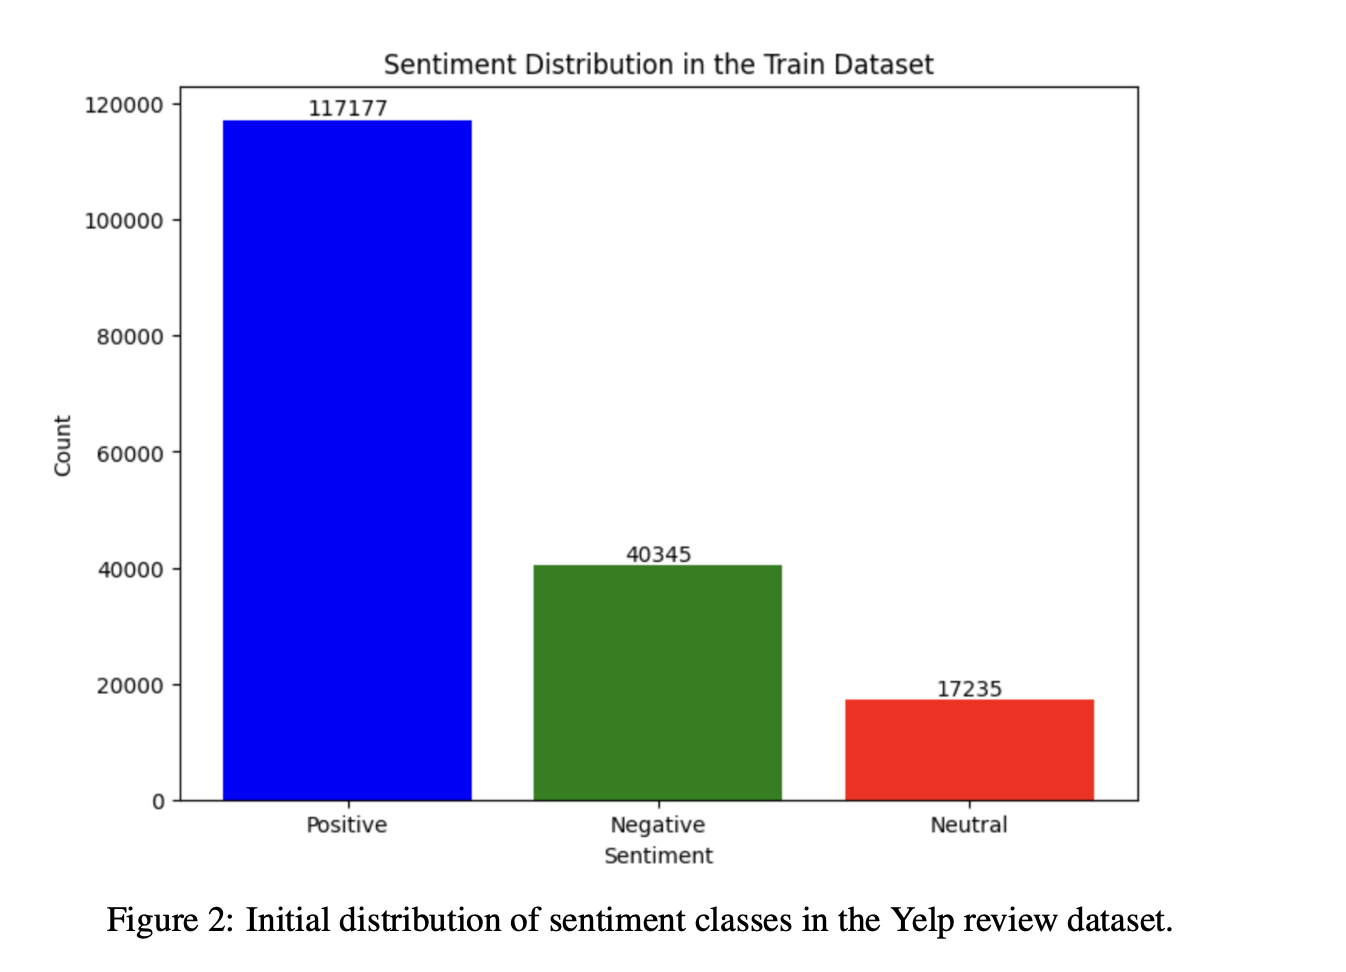 Sentiment Distribution in the Train Dataset
120000
100000
80000
60000
40000
20000
0
Count
117177
40345
17235
Positive Negative Neutral
Sentiment
Figure 2: Initial distribution of sentiment classes in the Yelp review dataset.